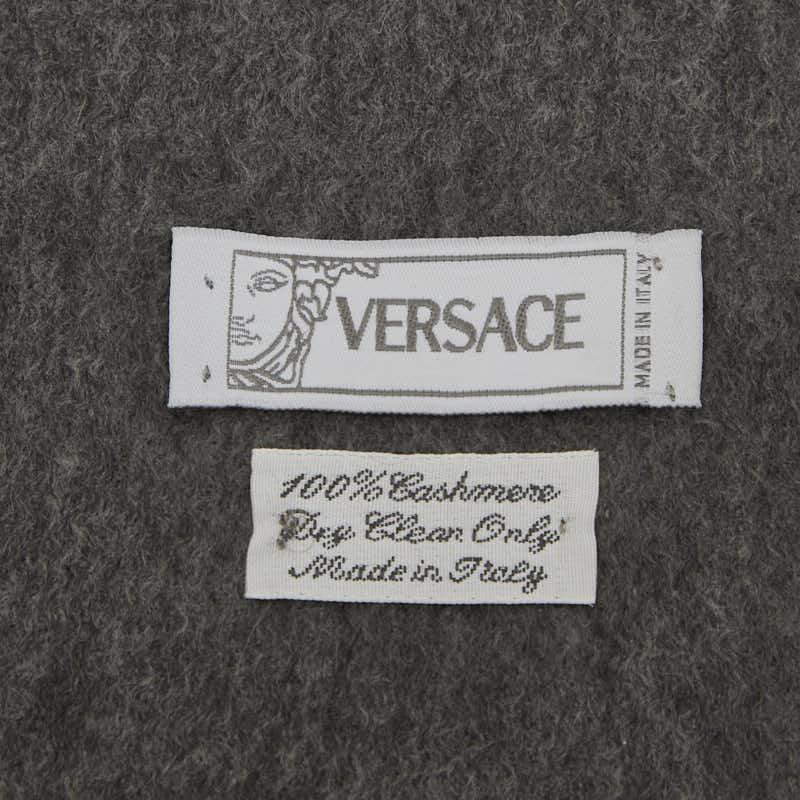 VERSACE
MADE IN ITALY
100% Cashmere
Dry Clean Only
Made in Italy